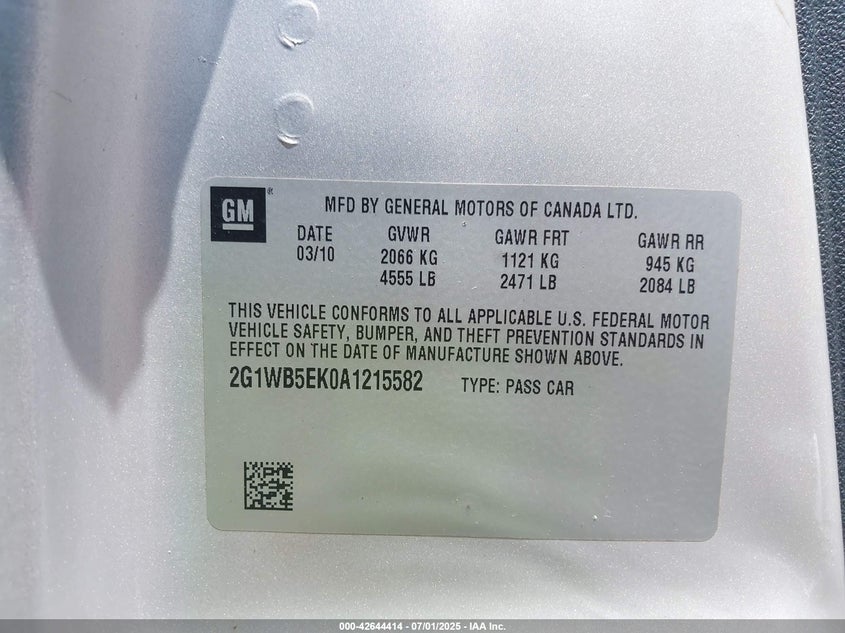 GM ®
MFD BY GENERAL MOTORS OF CANADA LTD.
DATE GVWR GAWR FRT GAWR RR
03/10 2066 KG 1121 KG 945 KG
4555 LB 2471 LB 2084 LB
THIS VEHICLE CONFORMS TO ALL APPLICABLE U.S. FEDERAL MOTOR
VEHICLE SAFETY, BUMPER, AND THEFT PREVENTION STANDARDS IN
EFFECT ON THE DATE OF MANUFACTURE SHOWN ABOVE.
2G1WB5EK0A1215582 TYPE: PASS CAR
000-42644414 - 07/01/2025 - IAA Inc.